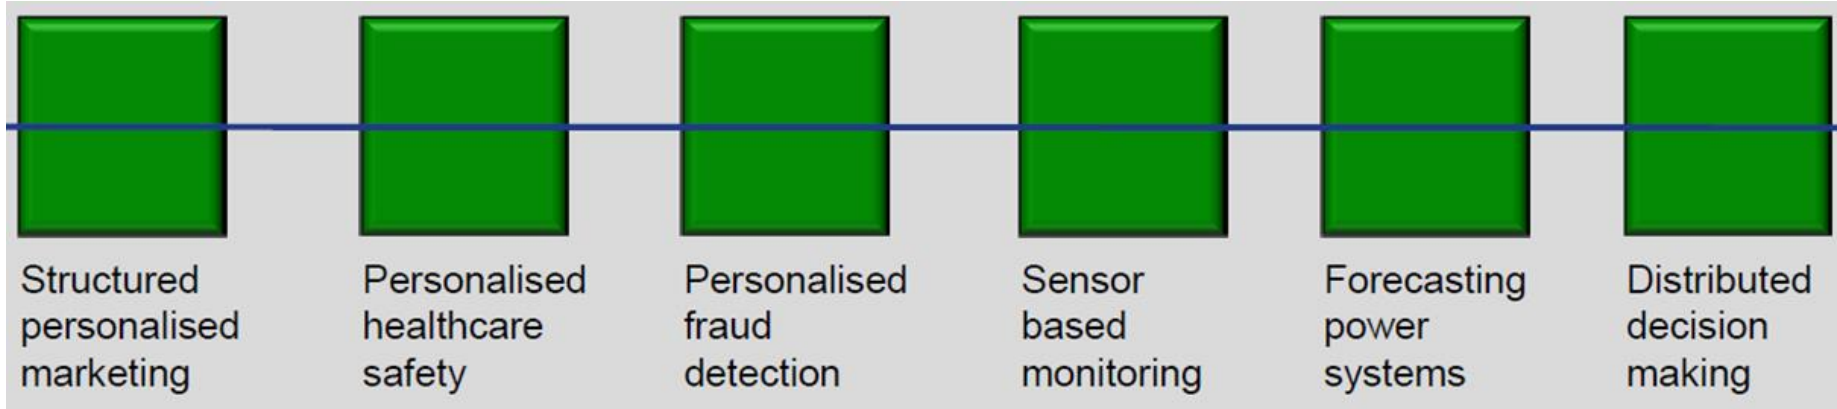 Structured
personalised
marketing
Personalised
healthcare
safety
Personalised
fraud
detection
Sensor
based
monitoring
Forecasting
power
systems
Distributed
decision
making